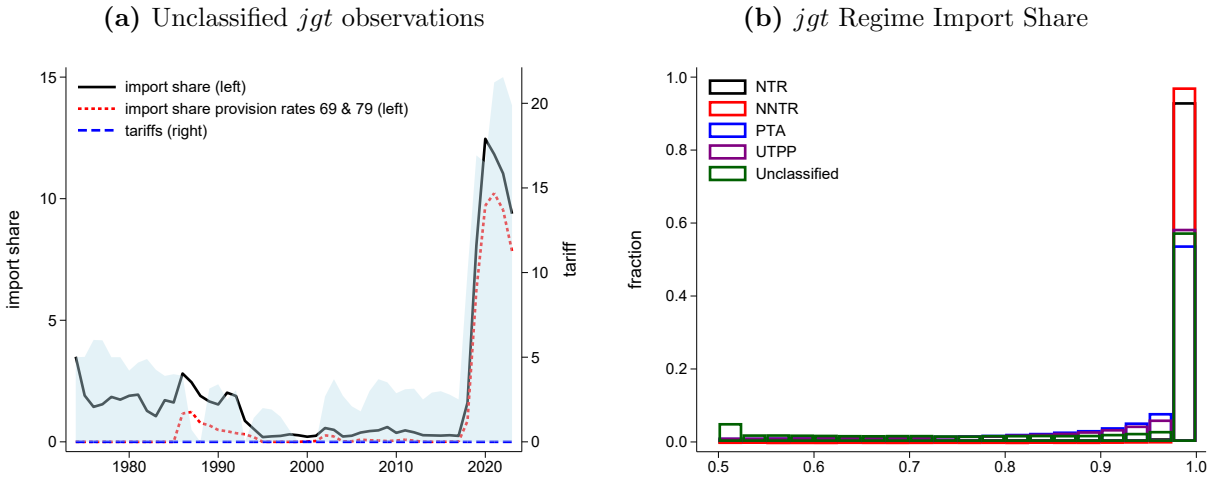 (a) Unclassified jgt observations
15
10
5
0
import share
import share (left)
import share provision rates 69 & 79 (left)
tariffs (right)
20
15
10
5
0
tariff
1980 1990 2000 2010 2020
(b) jgt Regime Import Share
1.0
0.8
0.6
0.4
0.2
0.0
fraction
NTR
NNTR
PTA
UTPP
Unclassified
0.5 0.6 0.7 0.8 0.9 1.0